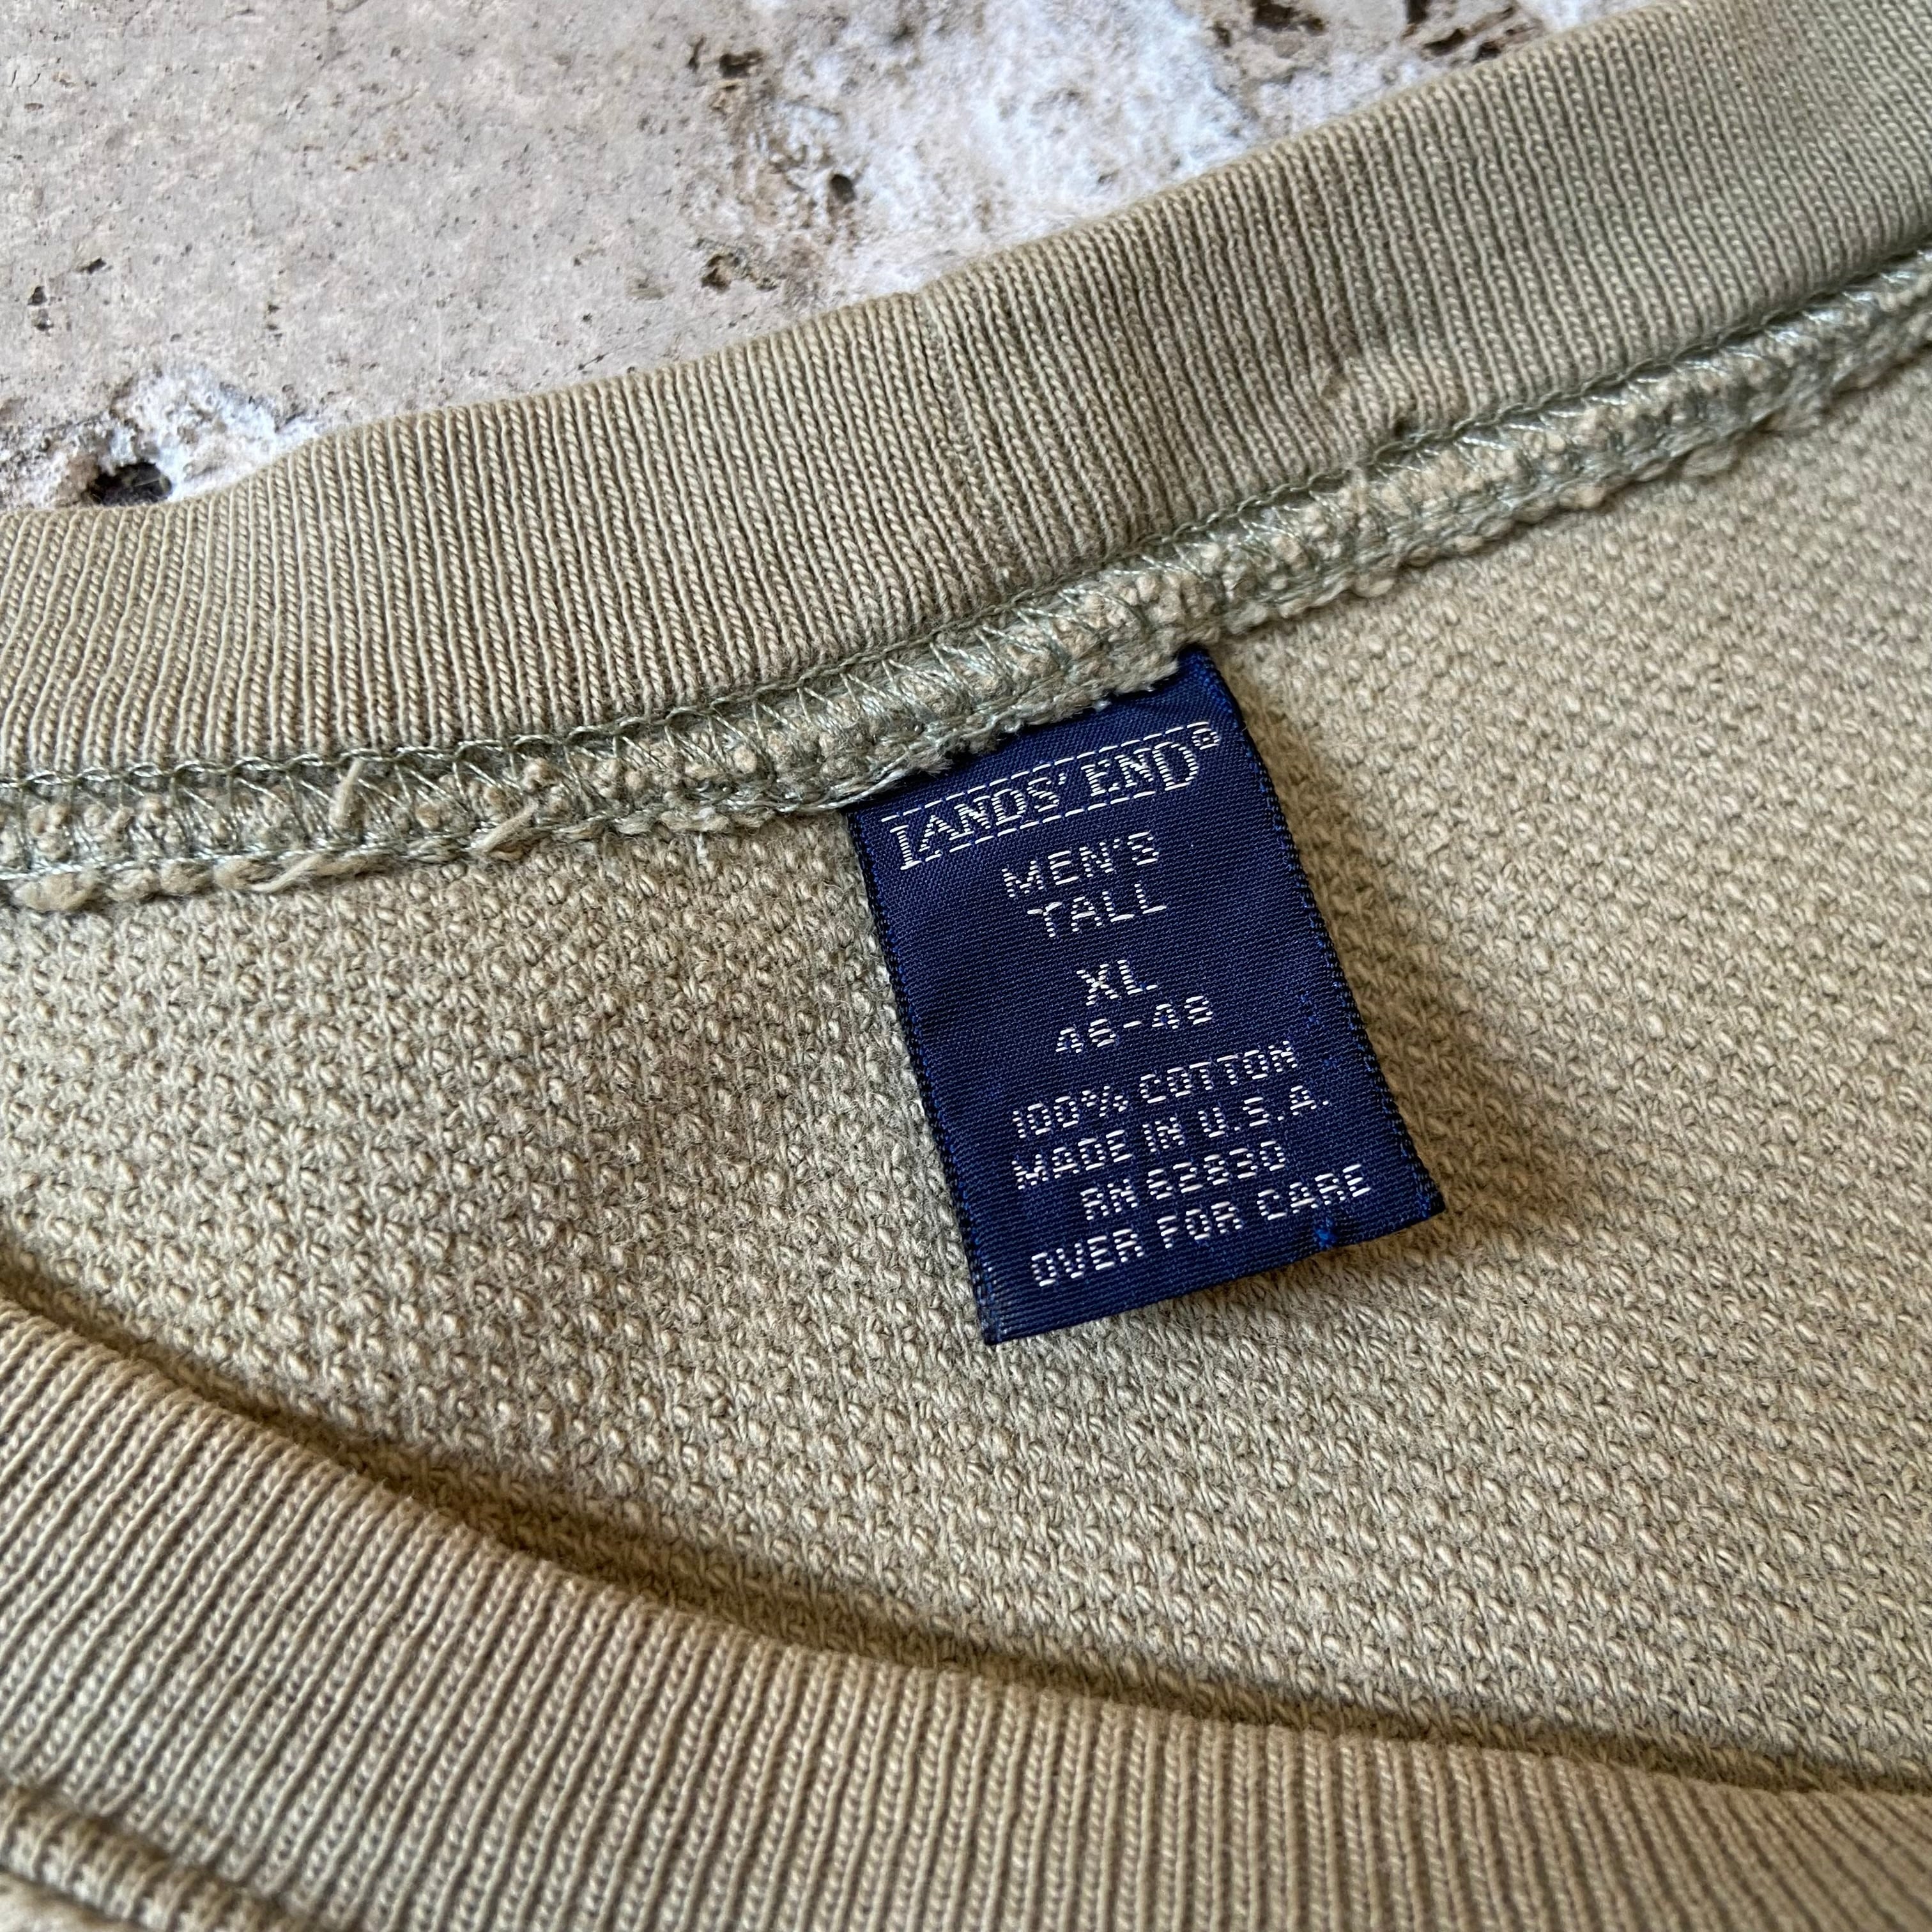 LANDS' END®
MEN'S
TALL
XL
46-48
100% COTTON
MADE IN U.S.A.
RN 62830
OVER FOR CARE